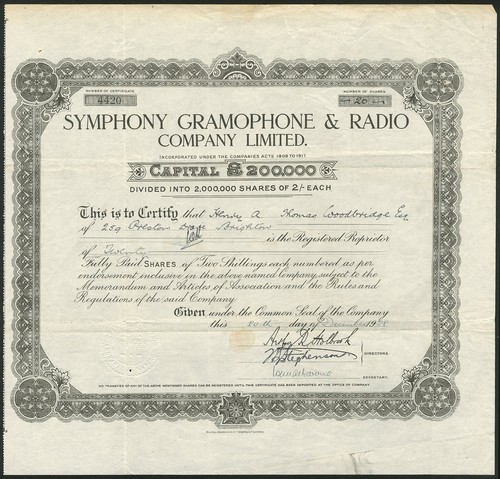 NUMBER OF CERTIFICATE
4420
NUMBER OF SHARES
20
SYMPHONY GRAMOPHONE & RADIO
COMPANY LIMITED.
(INCORPORATED UNDER THE COMPANIES ACTS 1908 TO 1917)
CAPITAL £200,000
DIVIDED INTO 2,000,000 SHARES OF 2/- EACH
This is to Certify that Henry A Thomas Woodbridge Esq
of 259 Preston Brighton
is the Registered Proprietor
of Twenty
Fully Paid SHARES of Two Shillings each numbered as per
endorsement inclusive in the above named Company, subject to the
Memorandum and Articles of Association and the Rules and
Regulations of the said Company.
Given under the Common Seal of the Company
this 20th day of December 1928
DIRECTORS.
Stephenson
SECRETARY.
NO TRANSFER OF ANY OF THE ABOVE MENTIONED SHARES CAN BE REGISTERED UNTIL THIS CERTIFICATE HAS BEEN DEPOSITED AT THE OFFICE OF COMPANY